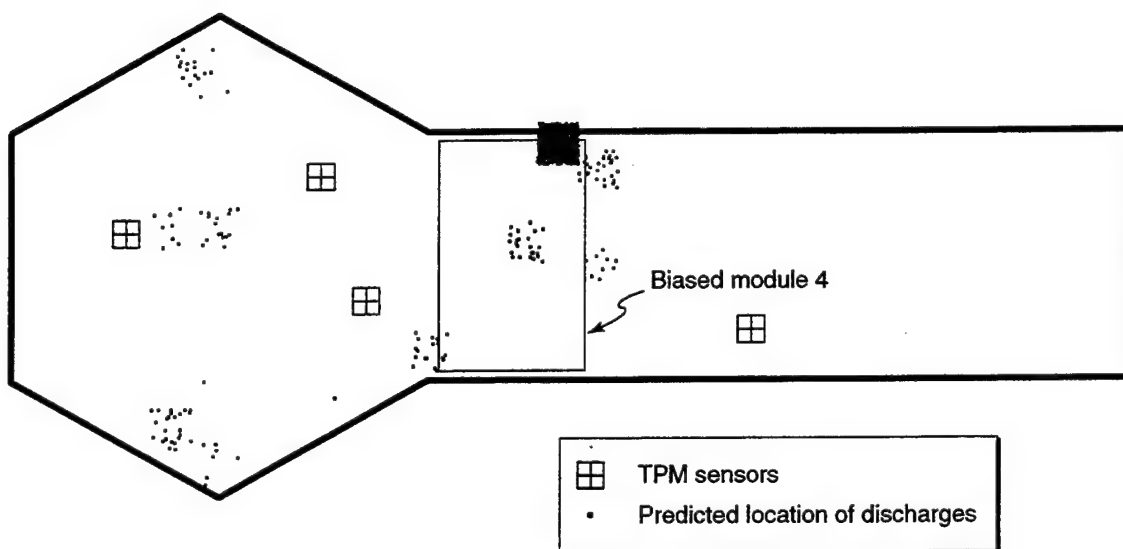 Biased module 4
TPM sensors
Predicted location of discharges